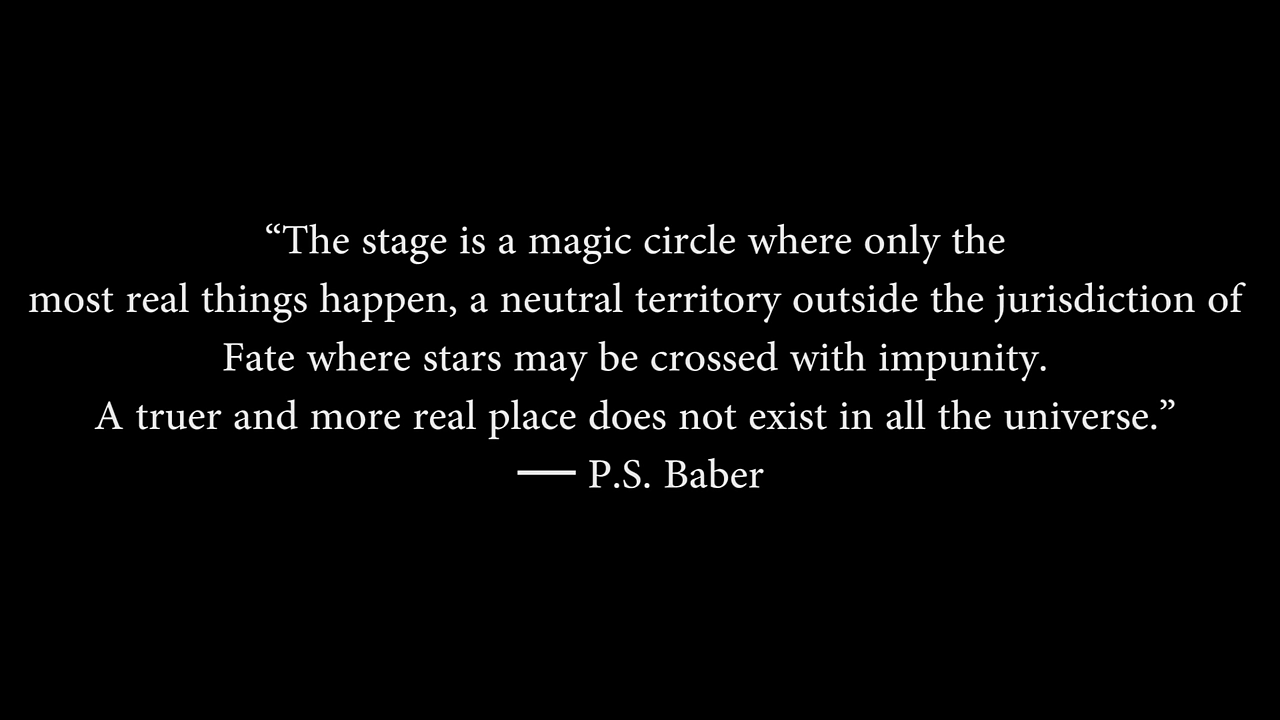 “The stage is a magic circle where only the
most real things happen, a neutral territory outside the jurisdiction of
Fate where stars may be crossed with impunity.
A truer and more real place does not exist in all the universe.”
— P.S. Baber